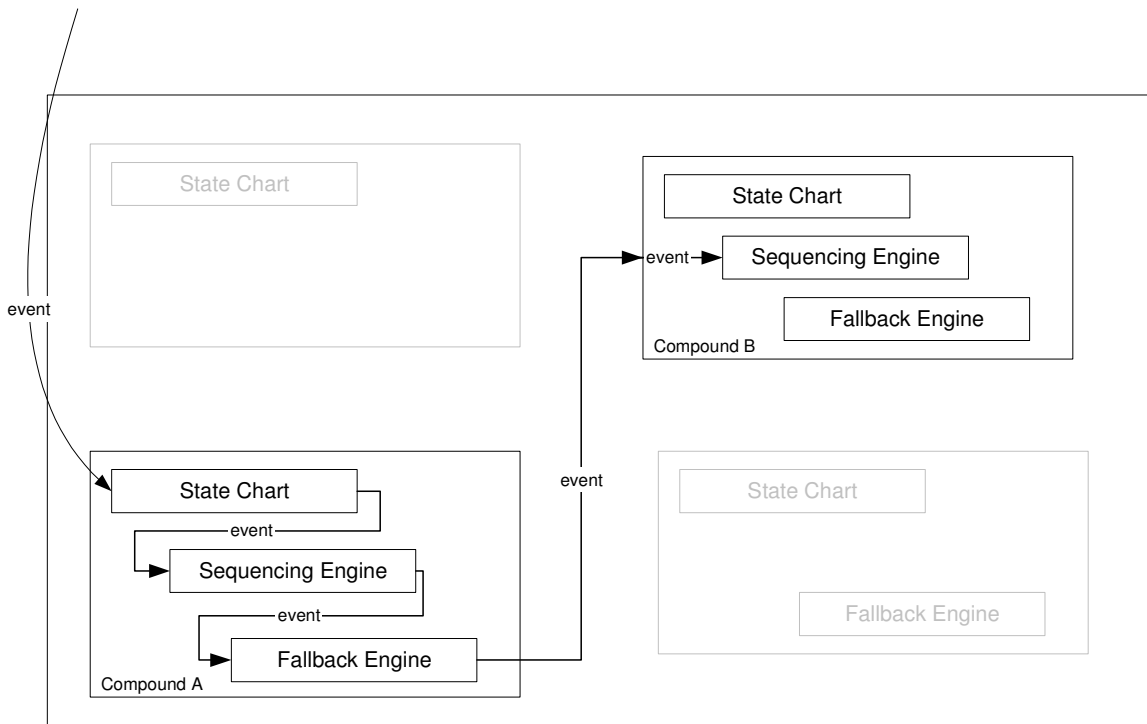 State Chart
State Chart
event
Sequencing Engine
event
Fallback Engine
Compound B
State Chart
event
Sequencing Engine
event
Fallback Engine
Compound A
event
State Chart
Fallback Engine